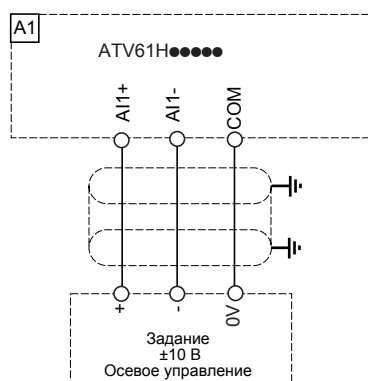 A1
ATV61H●●●●●
AI1+
AI1-
COM
+
-
0V
Задание
±10 В
Осевое управление